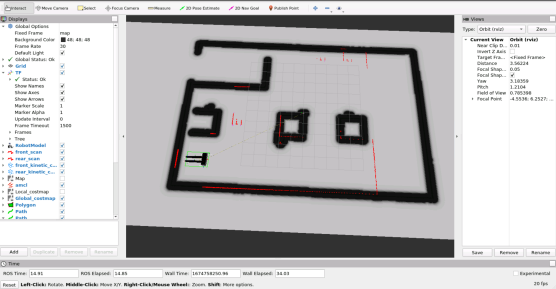 Interact Move Camera Select Focus Camera Measure 2D Pose Estimate 2D Nav Goal Publish Point
Displays
Global Options
Fixed Frame map
Background Color 48; 48; 48
Frame Rate 30
Default Light
Global Status: Ok
Grid
TF
Status: Ok
Show Names
Show Axes
Show Arrows
Marker Scale 1
Marker Alpha 1
Update Interval 0
Frame Timeout 1500
Frames
Tree
RobotModel
front_scan
rear_scan
front_kinetic_c...
rear_kinetic_c...
Map
amcl
Local_costmap
Global_costmap
Polygon
Path
Path
Add Duplicate Remove Rename
Views
Type: Orbit (rviz) Zero
Current View Orbit (rviz)
Near Clip D... 0.01
Invert Z Axis
Target Fra... <Fixed Frame>
Distance 3.56224
Focal Shap... 0.05
Focal Shap...
Yaw 3.18359
Pitch 1.2104
Field of View 0.785398
Focal Point -4.5536; 6.2527; ...
Save Remove Rename
Time
ROS Time: 14.91 ROS Elapsed: 14.85 Wall Time: 1674758250.96 Wall Elapsed: 34.03 Experimental
Reset Left-Click: Rotate. Middle-Click: Move X/Y. Right-Click/Mouse Wheel: Zoom. Shift: More options. 20 fps